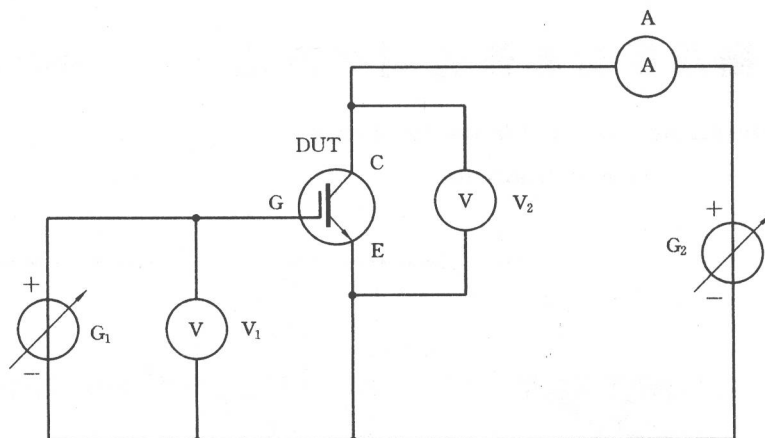 A
A
DUT
C
G
V
V₂
E
+
G₂
−
+
G₁
−
V
V₁